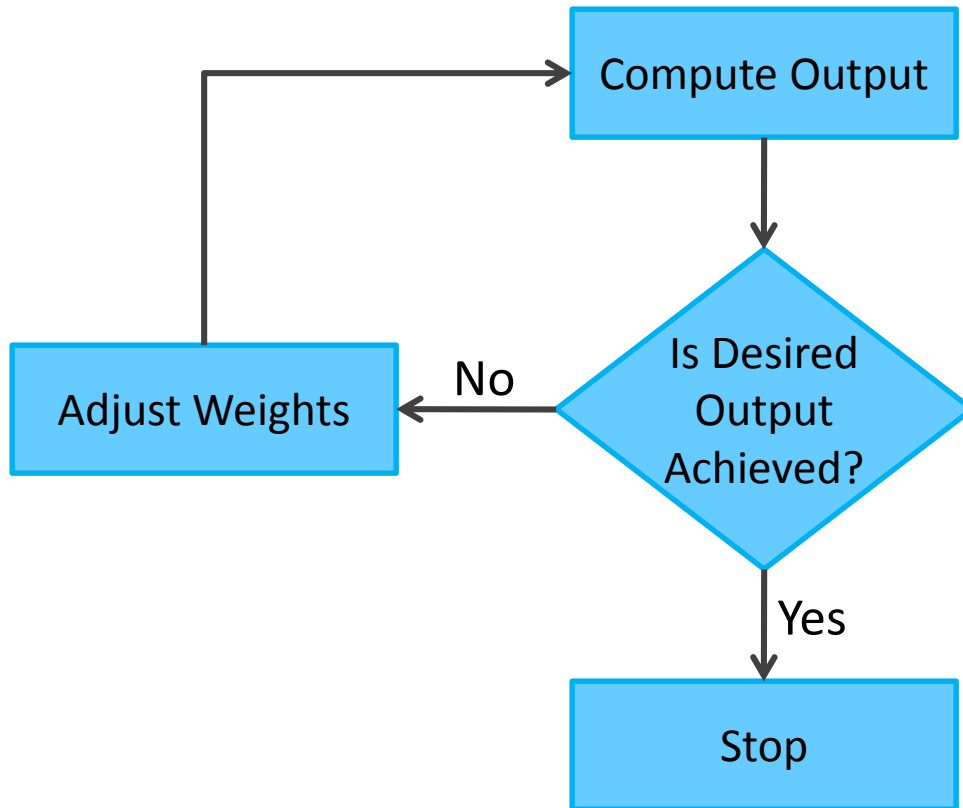 Compute Output
Is Desired
Output
Achieved?
No
Adjust Weights
Yes
Stop